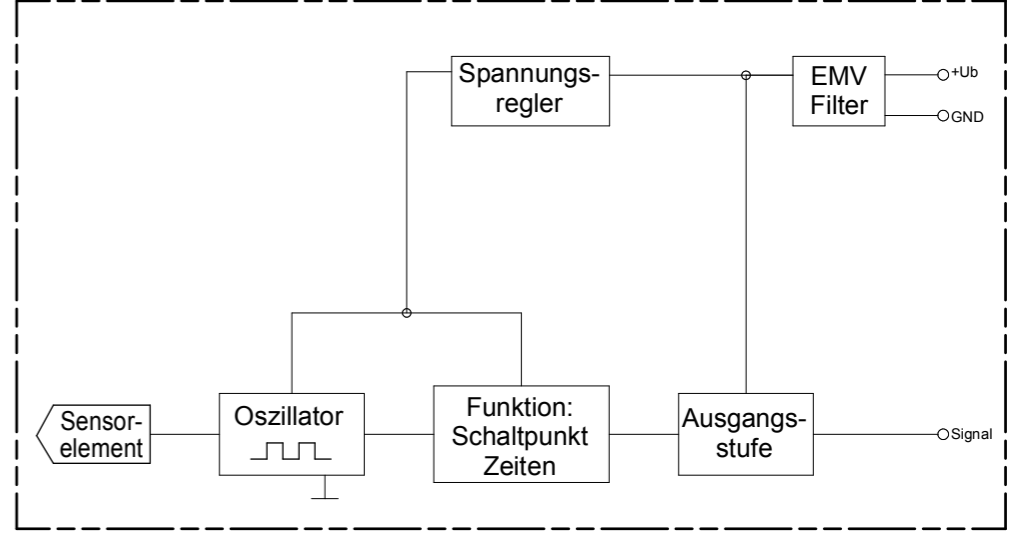 Spannungs-
regler
EMV
Filter
+Ub
GND
Sensor-
element
Oszillator
Funktion:
Schaltpunkt
Zeiten
Ausgangs-
stufe
Signal